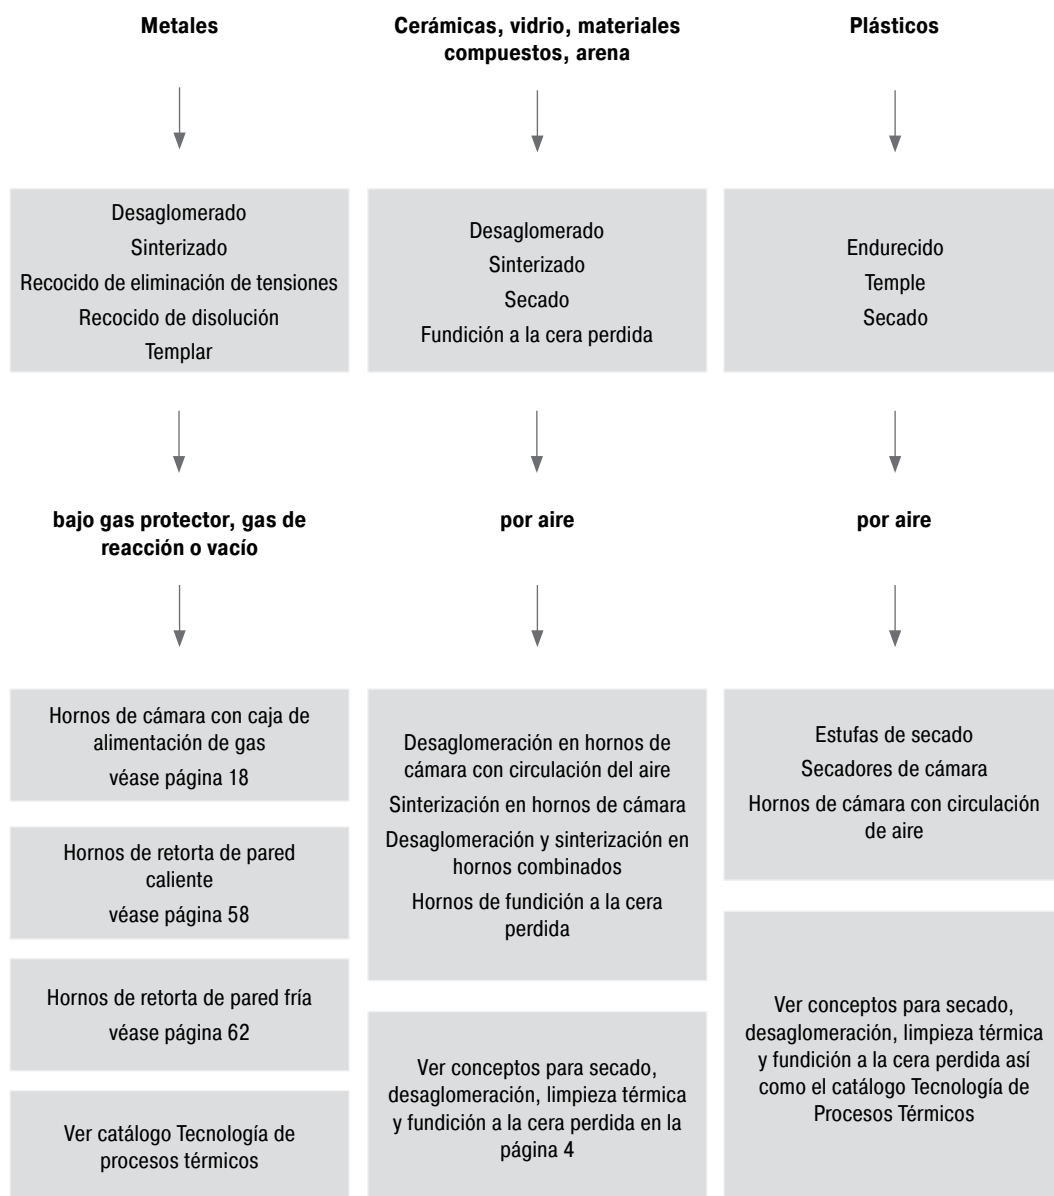 Metales
Desaglomerado
Sinterizado
Recocido de eliminación de tensiones
Recocido de disolución
Templar
bajo gas protector, gas de
reacción o vacío
Hornos de cámara con caja de
alimentación de gas
véase página 18
Hornos de retorta de pared
caliente
véase página 58
Hornos de retorta de pared fría
véase página 62
Ver catálogo Tecnología de
procesos térmicos
Cerámicas, vidrio, materiales
compuestos, arena
Desaglomerado
Sinterizado
Secado
Fundición a la cera perdida
por aire
Desaglomeración en hornos de
cámara con circulación del aire
Sinterización en hornos de cámara
Desaglomeración y sinterización en
hornos combinados
Hornos de fundición a la cera
perdida
Ver conceptos para secado,
desaglomeración, limpieza térmica
y fundición a la cera perdida en la
página 4
Plásticos
Endurecido
Temple
Secado
por aire
Estufas de secado
Secadores de cámara
Hornos de cámara con circulación
de aire
Ver conceptos para secado,
desaglomeración, limpieza térmica
y fundición a la cera perdida así
como el catálogo Tecnología de
Procesos Térmicos